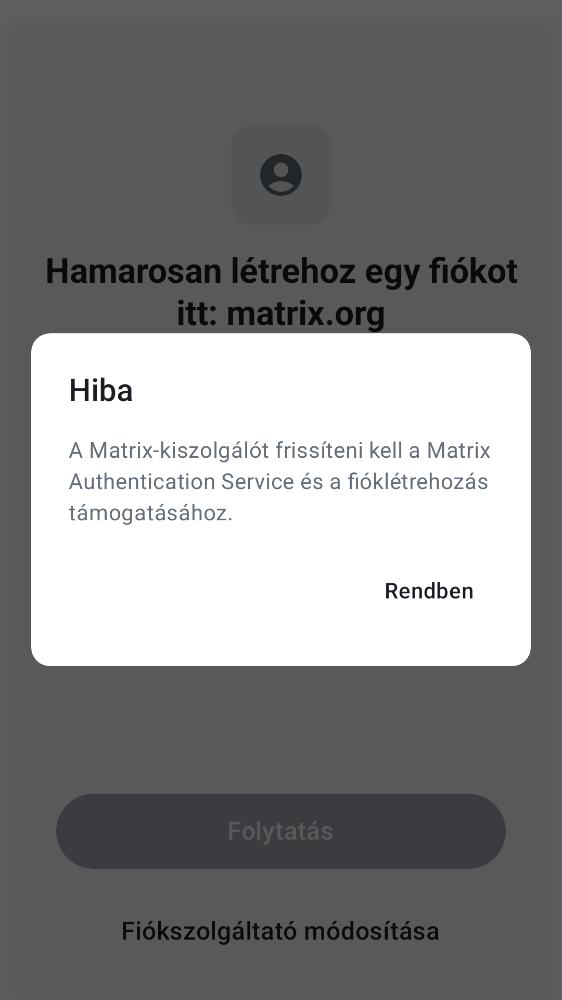 Hamarosan létrehoz egy fiókot
itt: matrix.org
Hiba
A Matrix-kiszolgálót frissíteni kell a Matrix
Authentication Service és a fióklétrehozás
támogatásához.
Rendben
Folytatás
Fiókszolgáltató módosítása